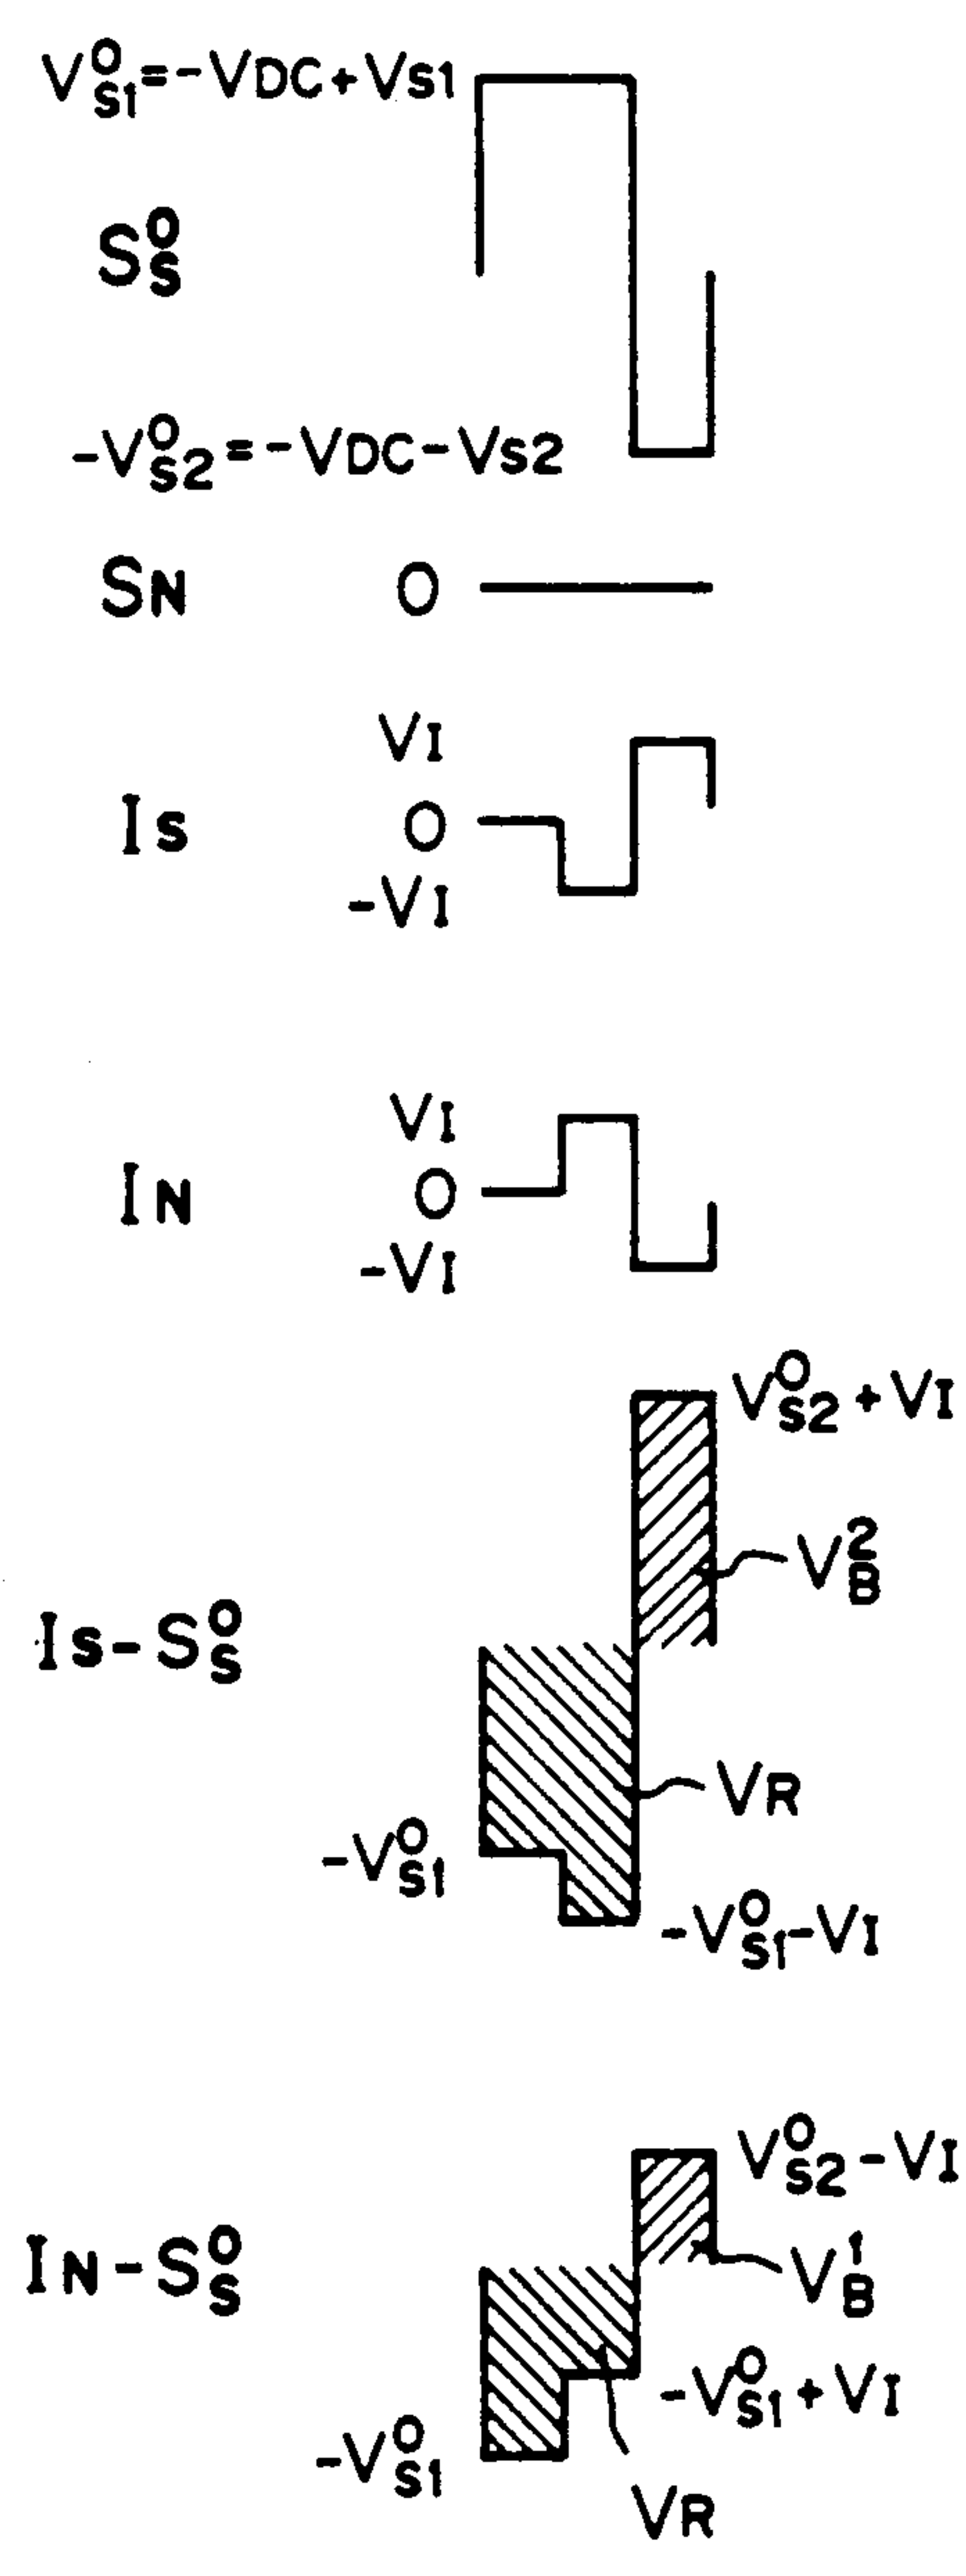 V⁰s1=-VDC+Vs1
S⁰s
-V⁰s2=-VDC-Vs2
SN 0
VI
Is 0
-VI
VI
IN 0
-VI
V⁰s2+VI
V²B
Is-S⁰s
VR
-V⁰s1
-V⁰s1-VI
V⁰s2-VI
IN-S⁰s
V¹B
-V⁰s1+VI
-V⁰s1
VR